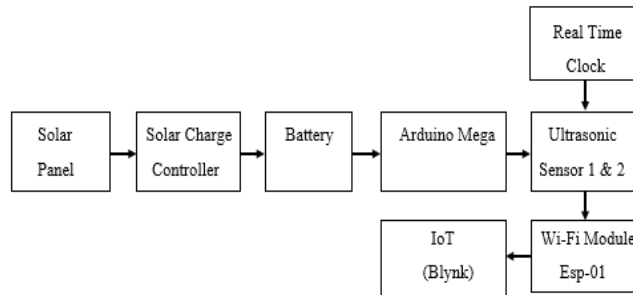 Real Time
Clock
Solar
Panel
Solar Charge
Controller
Battery
Arduino Mega
Ultrasonic
Sensor 1 & 2
IoT
(Blynk)
Wi-Fi Module
Esp-01